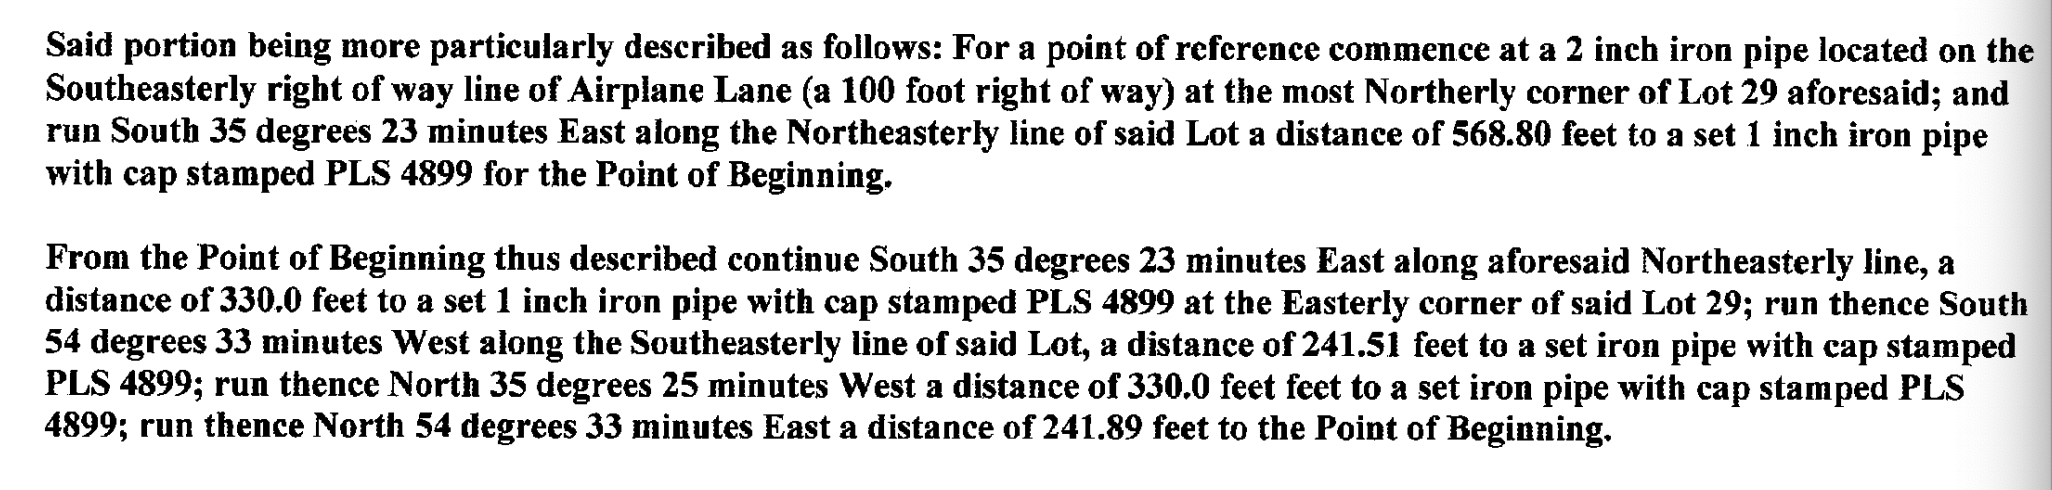 Said portion being more particularly described as follows: For a point of reference commence at a 2 inch iron pipe located on the
Southeasterly right of way line of Airplane Lane (a 100 foot right of way) at the most Northerly corner of Lot 29 aforesaid; and
run South 35 degrees 23 minutes East along the Northeasterly line of said Lot a distance of 568.80 feet to a set 1 inch iron pipe
with cap stamped PLS 4899 for the Point of Beginning.

From the Point of Beginning thus described continue South 35 degrees 23 minutes East along aforesaid Northeasterly line, a
distance of 330.0 feet to a set 1 inch iron pipe with cap stamped PLS 4899 at the Easterly corner of said Lot 29; run thence South
54 degrees 33 minutes West along the Southeasterly line of said Lot, a distance of 241.51 feet to a set iron pipe with cap stamped
PLS 4899; run thence North 35 degrees 25 minutes West a distance of 330.0 feet feet to a set iron pipe with cap stamped PLS
4899; run thence North 54 degrees 33 minutes East a distance of 241.89 feet to the Point of Beginning.